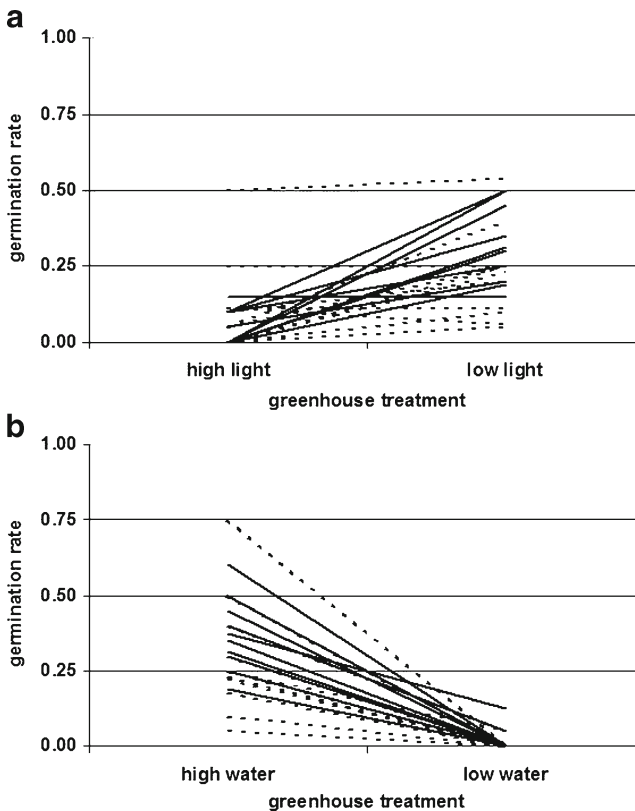 a
1.00
0.75
0.50
0.25
0.00
germination rate
high light low light
greenhouse treatment
b
1.00
0.75
0.50
0.25
0.00
germination rate
high water low water
greenhouse treatment